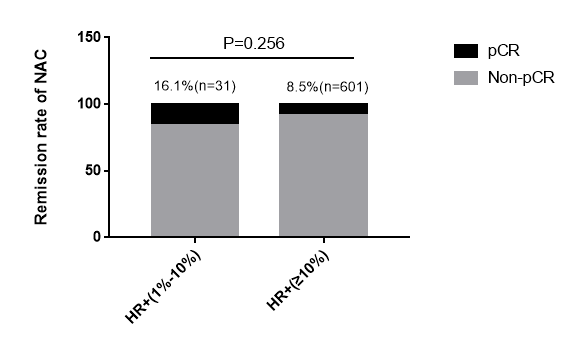 Remission rate of NAC
150
100
50
0
P=0.256
16.1%(n=31)
8.5%(n=601)
HR+(1%-10%)
HR+(≥10%)
pCR
Non-pCR